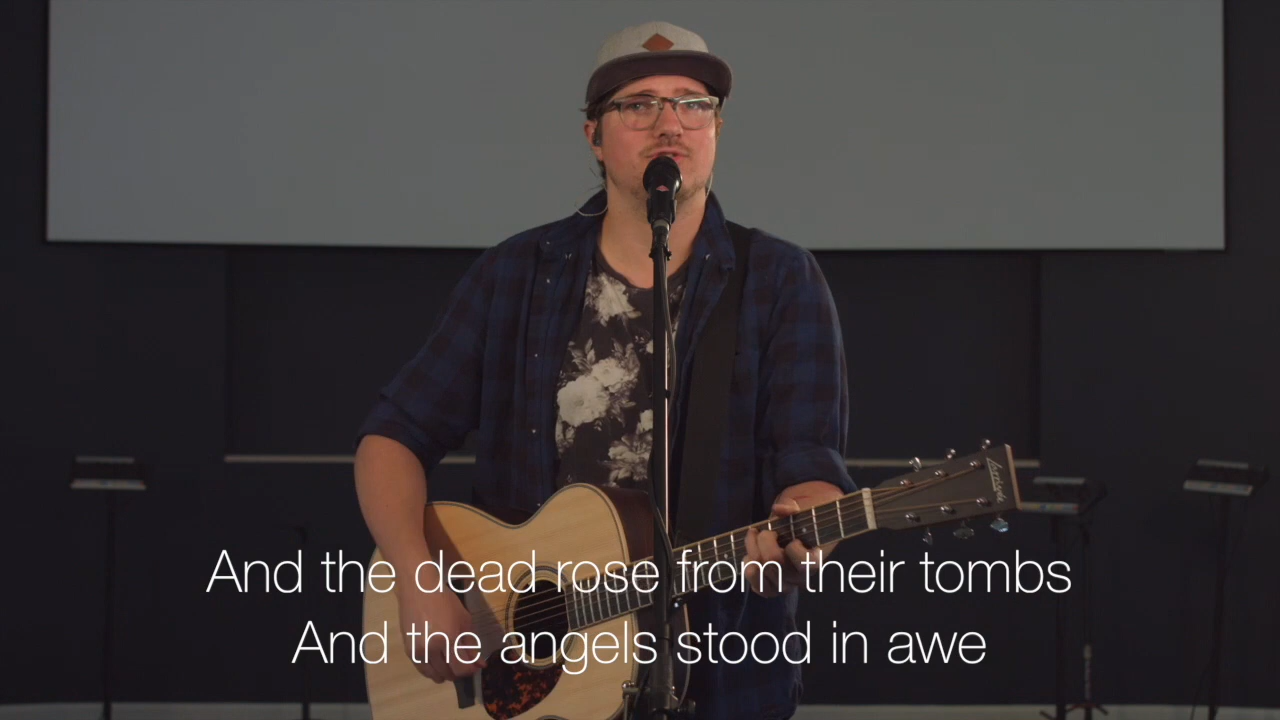 And the dead rose from their tombs
And the angels stood in awe